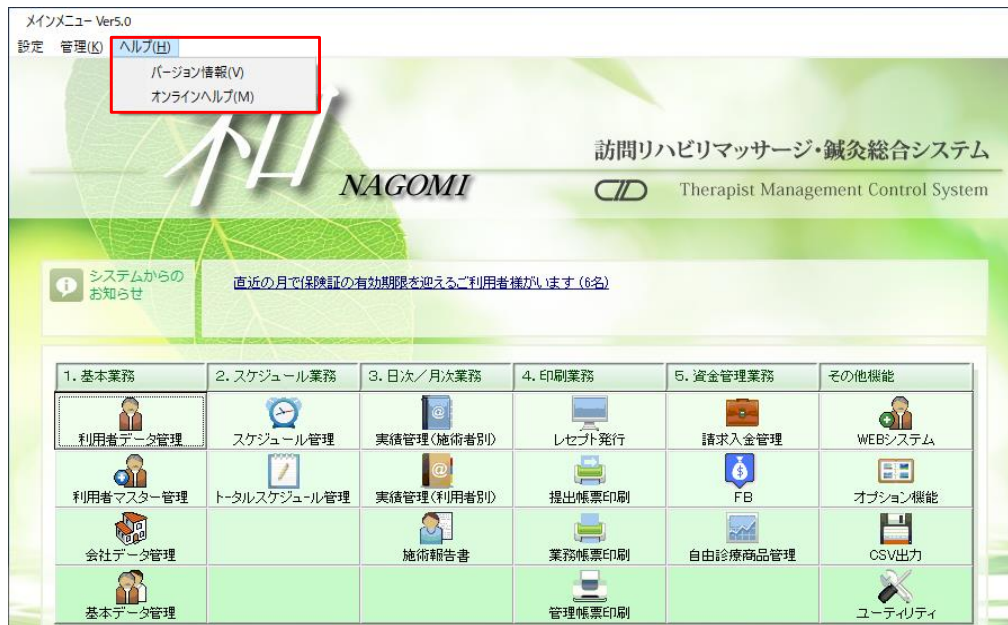 メインメニュー Ver5.0
設定 管理(K) ヘルプ(H)
バージョン情報(V)
オンラインヘルプ(M)
和
NAGOMI
訪問リハビリマッサージ・鍼灸総合システム
CID Therapist Management Control System
システムからの
お知らせ
直近の月で保険証の有効期限を迎えるご利用者様がいます (6名)
1. 基本業務 2. スケジュール業務 3. 日次／月次業務 4. 印刷業務 5. 資金管理業務 その他機能
利用者データ管理 スケジュール管理 実績管理(施術者別) レセプト発行 請求入金管理 WEBシステム
利用者マスター管理 トータルスケジュール管理 実績管理(利用者別) 提出帳票印刷 FB オプション機能
会社データ管理 施術報告書 業務帳票印刷 自由診療商品管理 CSV出力
基本データ管理 管理帳票印刷 ユーティリティ